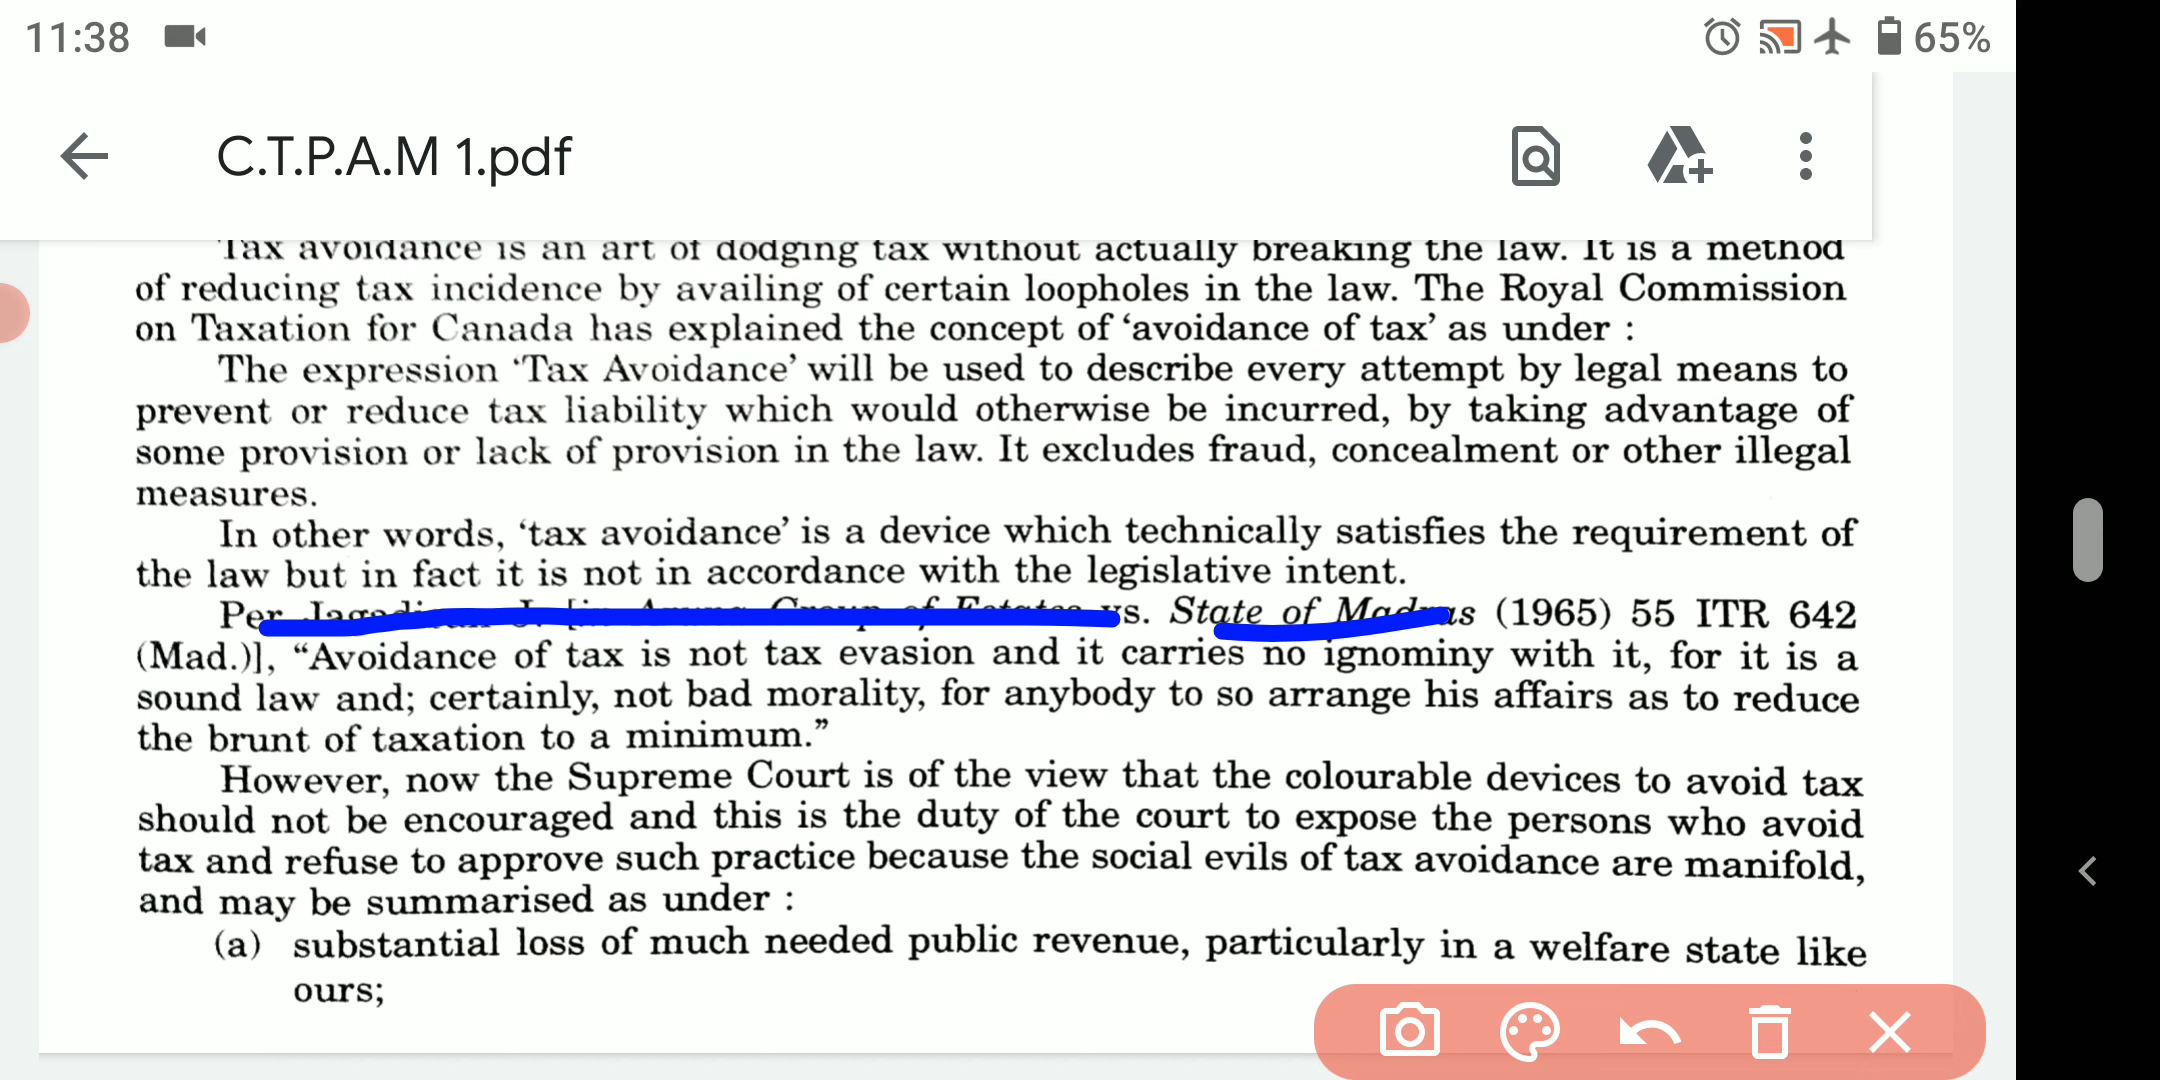 11:38
65%
C.T.P.A.M 1.pdf
Tax avoidance is an art of dodging tax without actually breaking the law. It is a method
of reducing tax incidence by availing of certain loopholes in the law. The Royal Commission
on Taxation for Canada has explained the concept of ‘avoidance of tax’ as under :
The expression ‘Tax Avoidance’ will be used to describe every attempt by legal means to
prevent or reduce tax liability which would otherwise be incurred, by taking advantage of
some provision or lack of provision in the law. It excludes fraud, concealment or other illegal
measures.
In other words, ‘tax avoidance’ is a device which technically satisfies the requirement of
the law but in fact it is not in accordance with the legislative intent.
Per Group of Estates vs. State of Madras (1965) 55 ITR 642
(Mad.)], “Avoidance of tax is not tax evasion and it carries no ignominy with it, for it is a
sound law and; certainly, not bad morality, for anybody to so arrange his affairs as to reduce
the brunt of taxation to a minimum.”
However, now the Supreme Court is of the view that the colourable devices to avoid tax
should not be encouraged and this is the duty of the court to expose the persons who avoid
tax and refuse to approve such practice because the social evils of tax avoidance are manifold,
and may be summarised as under :
(a) substantial loss of much needed public revenue, particularly in a welfare state like
ours;